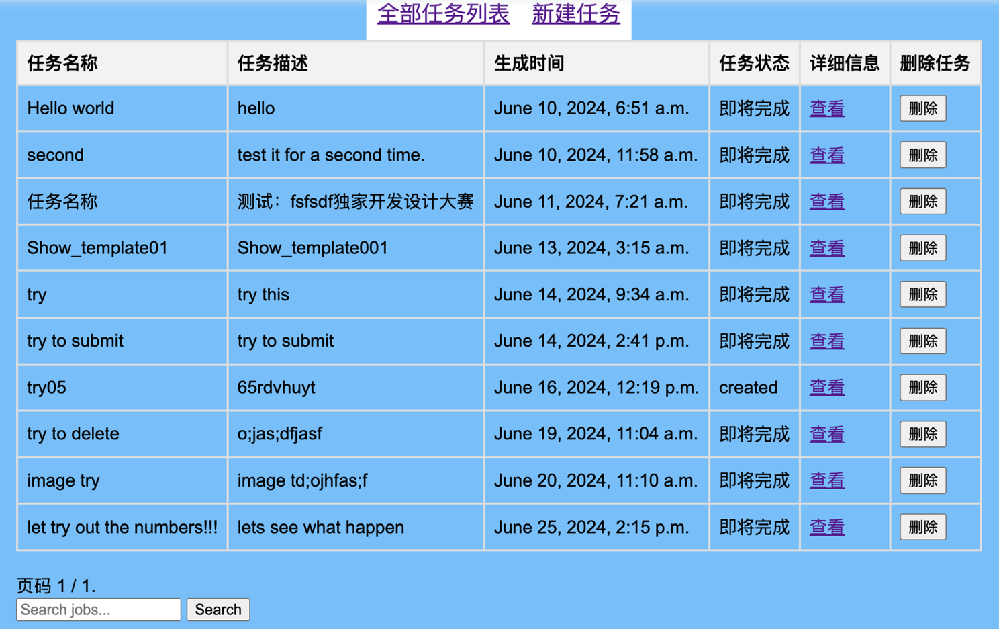 全部任务列表 新建任务
任务名称 任务描述 生成时间 任务状态 详细信息 删除任务
Hello world hello June 10, 2024, 6:51 a.m. 即将完成 查看 删除
second test it for a second time. June 10, 2024, 11:58 a.m. 即将完成 查看 删除
任务名称 测试：fsfsdf独家开发设计大赛 June 11, 2024, 7:21 a.m. 即将完成 查看 删除
Show_template01 Show_template001 June 13, 2024, 3:15 a.m. 即将完成 查看 删除
try try this June 14, 2024, 9:34 a.m. 即将完成 查看 删除
try to submit try to submit June 14, 2024, 2:41 p.m. 即将完成 查看 删除
try05 65rdvhuyt June 16, 2024, 12:19 p.m. created 查看 删除
try to delete o;jas;dfjasf June 19, 2024, 11:04 a.m. 即将完成 查看 删除
image try image td;ojhfas;f June 20, 2024, 11:10 a.m. 即将完成 查看 删除
let try out the numbers!!! lets see what happen June 25, 2024, 2:15 p.m. 即将完成 查看 删除
页码 1 / 1.
Search jobs... Search